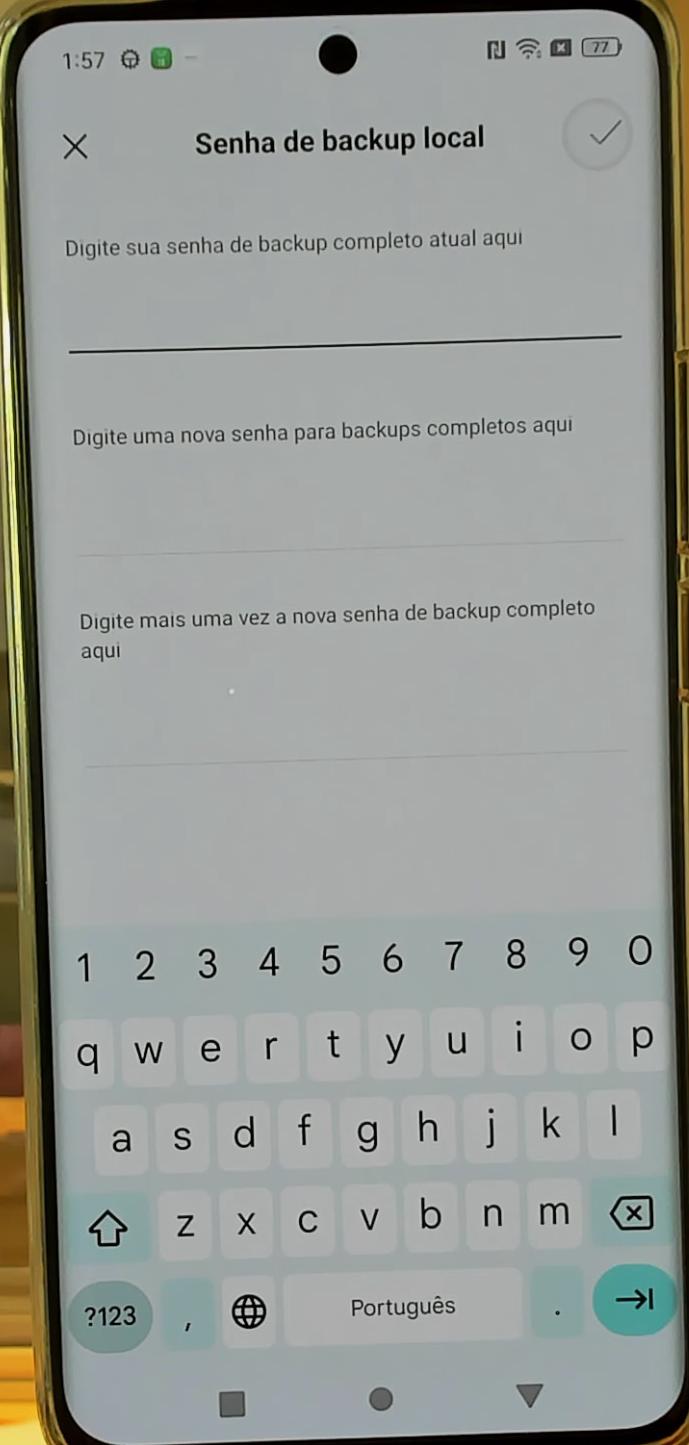 1:57
77
Senha de backup local
Digite sua senha de backup completo atual aqui
Digite uma nova senha para backups completos aqui
Digite mais uma vez a nova senha de backup completo
aqui
1 2 3 4 5 6 7 8 9 0
q w e r t y u i o p
a s d f g h j k l
z x c v b n m
?123 , Português .